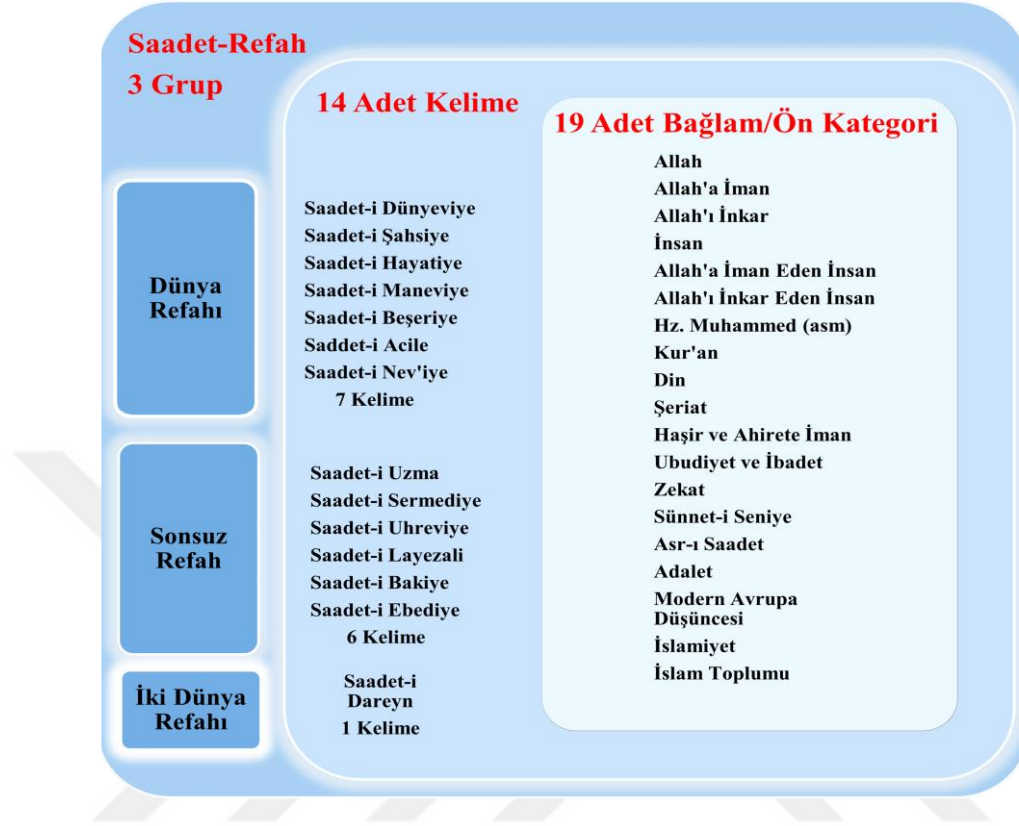 Saadet-Refah
3 Grup
14 Adet Kelime
19 Adet Bağlam/Ön Kategori
Dünya
Refahı
Saadet-i Dünyeviye
Saadet-i Şahsiye
Saadet-i Hayatiye
Saadet-i Maneviye
Saadet-i Beşeriye
Saddet-i Acile
Saadet-i Nev'iye
7 Kelime
Sonsuz
Refah
Saadet-i Uzma
Saadet-i Sermediye
Saadet-i Uhreviye
Saadet-i Layezali
Saadet-i Bakiye
Saadet-i Ebediye
6 Kelime
İki Dünya
Refahı
Saadet-i
Dareyn
1 Kelime
Allah
Allah'a İman
Allah'ı İnkar
İnsan
Allah'a İman Eden İnsan
Allah'ı İnkar Eden İnsan
Hz. Muhammed (asm)
Kur'an
Din
Şeriat
Haşir ve Ahirete İman
Ubudiyet ve İbadet
Zekat
Sünnet-i Seniye
Asr-ı Saadet
Adalet
Modern Avrupa
Düşüncesi
İslamiyet
İslam Toplumu